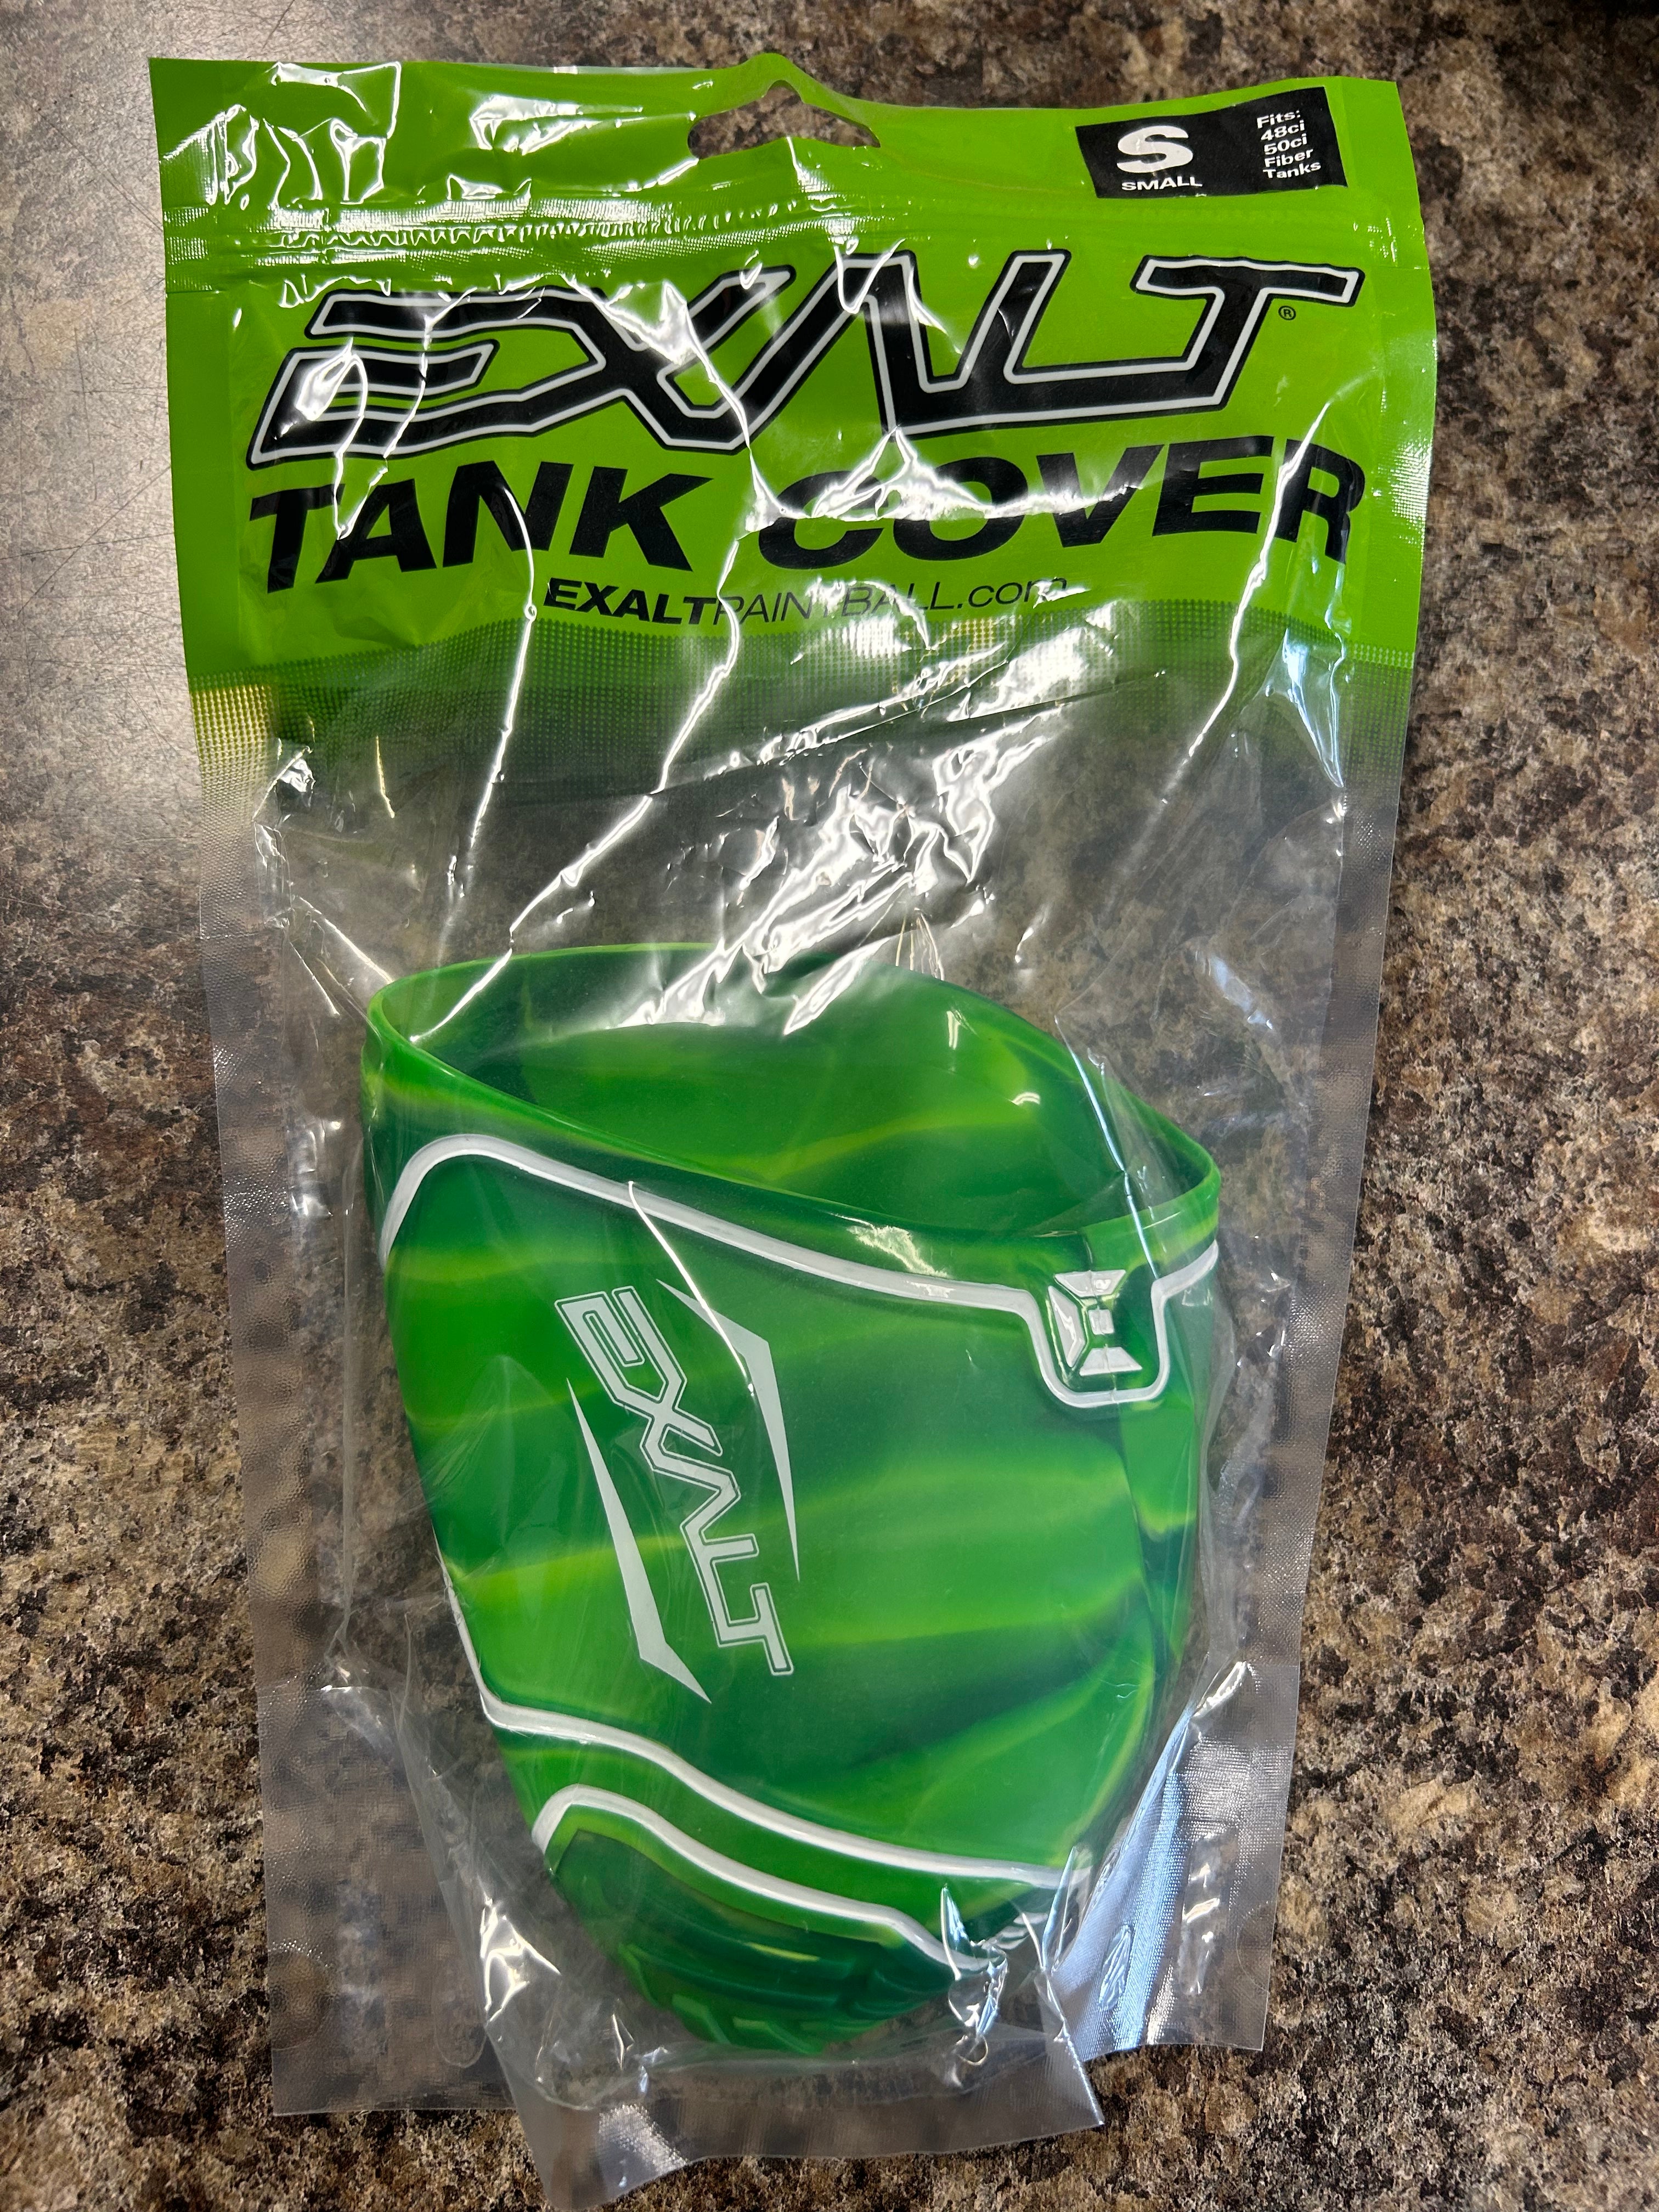 S
SMALL
Fits:
48ci
50ci
Fiber
Tanks
EXALT®
TANK COVER
EXALTPAINTBALL.com
EXALT